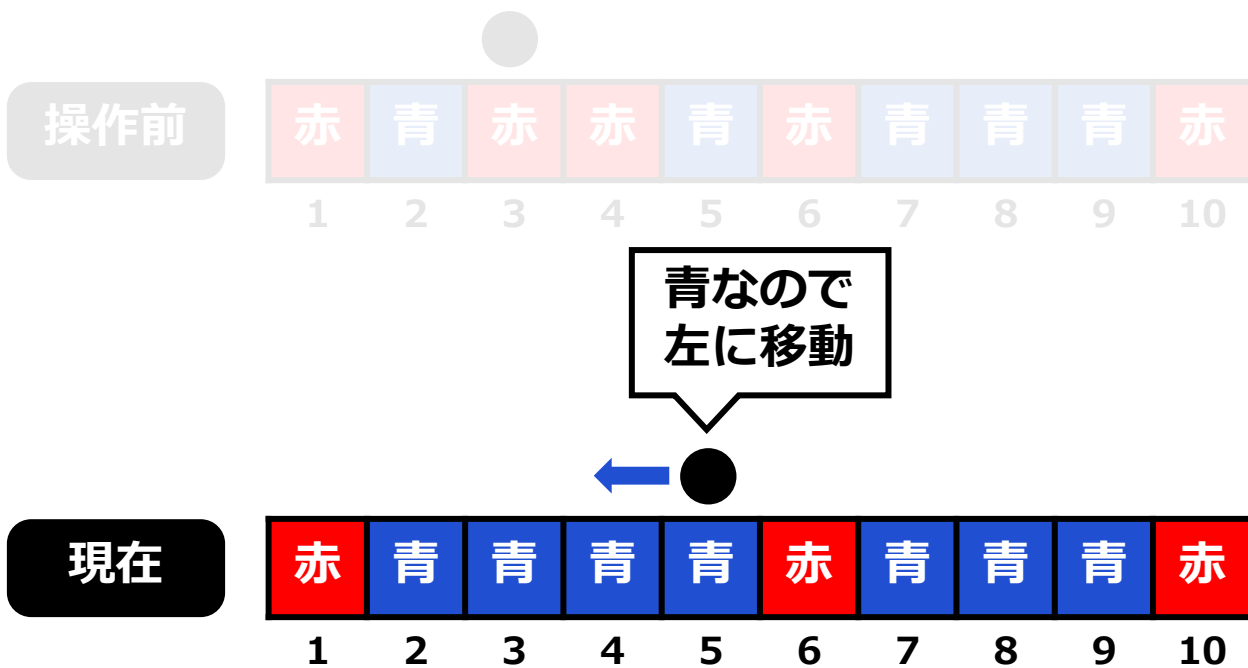 操作前
赤 青 赤 赤 青 赤 青 青 青 赤
1 2 3 4 5 6 7 8 9 10
青なので
左に移動
現在
赤 青 青 青 青 赤 青 青 青 赤
1 2 3 4 5 6 7 8 9 10